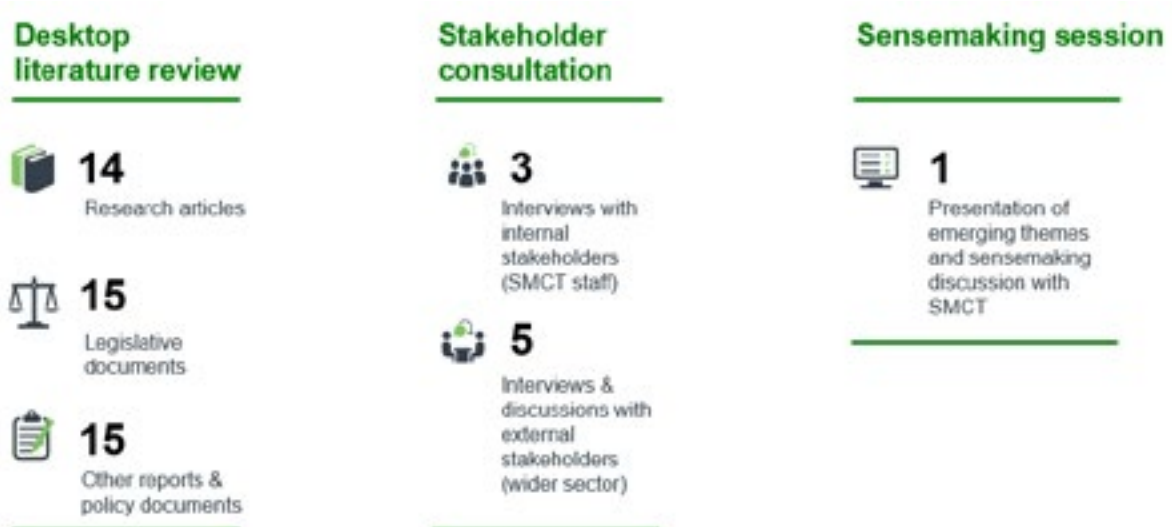 Desktop
literature review
14
Research articles
15
Legislative
documents
15
Other reports &
policy documents
Stakeholder
consultation
3
Interviews with
internal
stakeholders
(SMCT staff)
5
Interviews &
discussions with
external
stakeholders
(wider sector)
Sensemaking session
1
Presentation of
emerging themes
and sensemaking
discussion with
SMCT